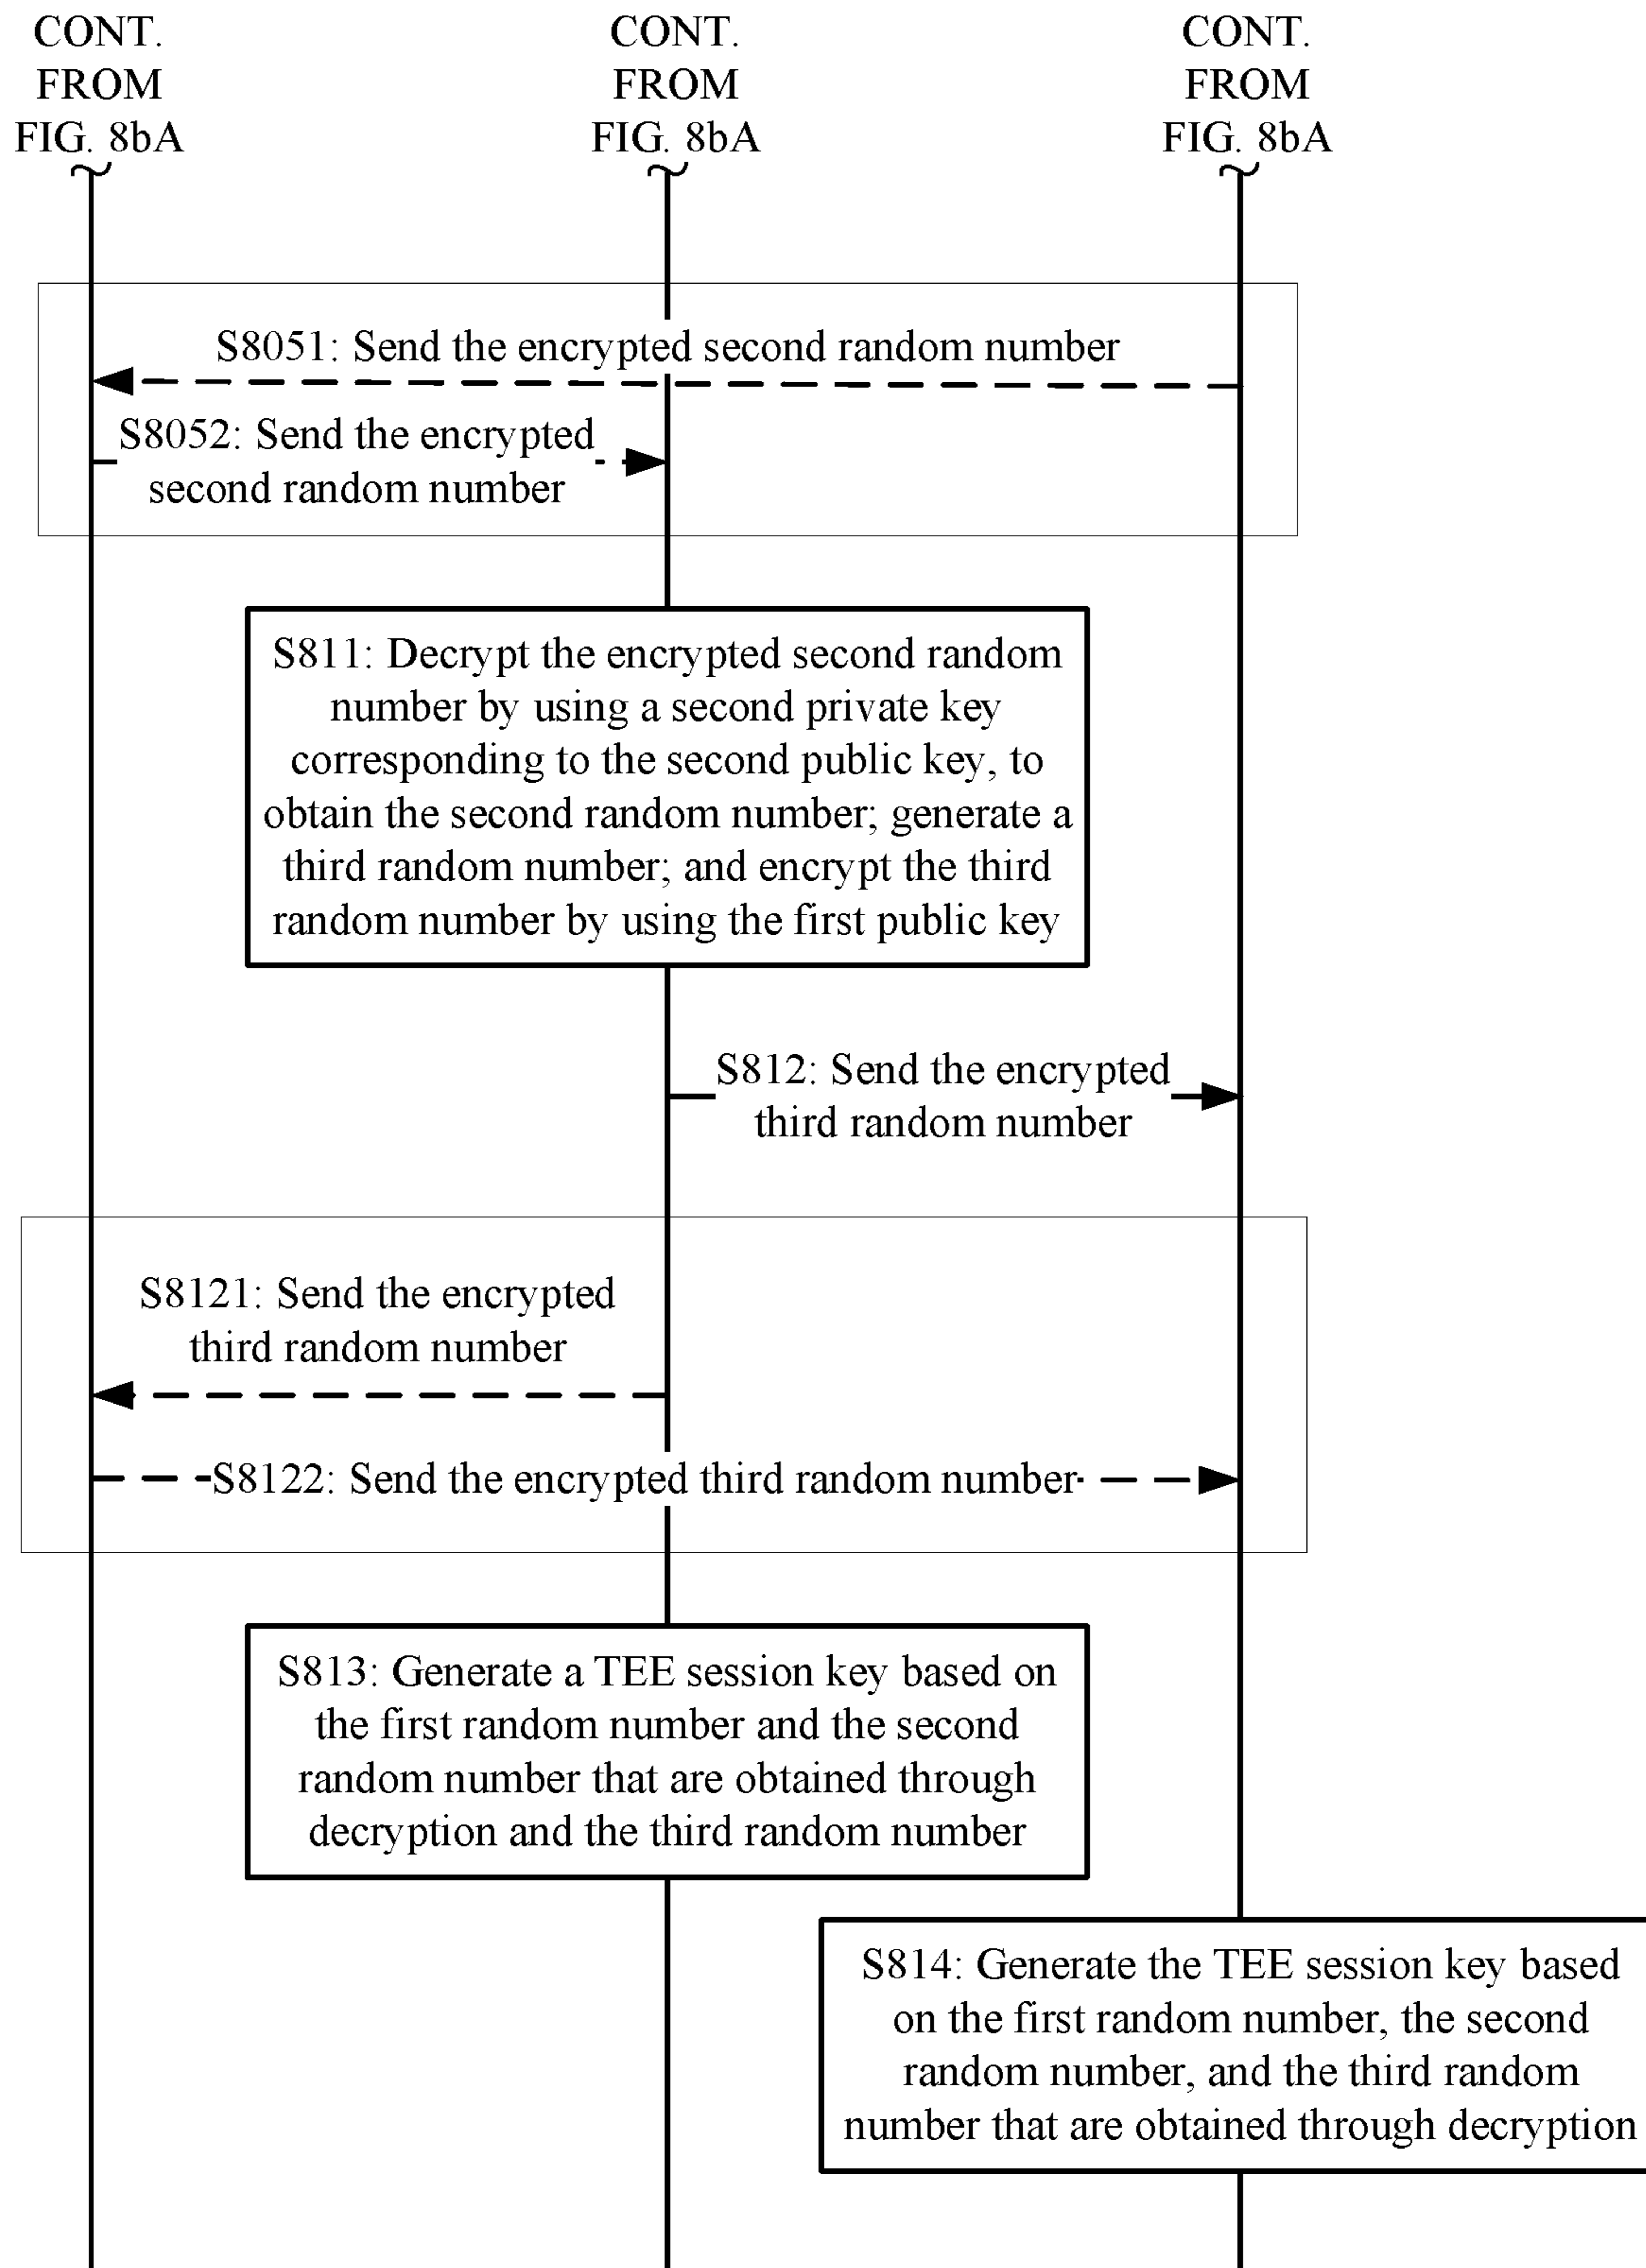 CONT.
FROM
FIG. 8bA
CONT.
FROM
FIG. 8bA
CONT.
FROM
FIG. 8bA
S8051: Send the encrypted second random number
S8052: Send the encrypted
second random number
S811: Decrypt the encrypted second random
number by using a second private key
corresponding to the second public key, to
obtain the second random number; generate a
third random number; and encrypt the third
random number by using the first public key
S812: Send the encrypted
third random number
S8121: Send the encrypted
third random number
S8122: Send the encrypted third random number
S813: Generate a TEE session key based on
the first random number and the second
random number that are obtained through
decryption and the third random number
S814: Generate the TEE session key based
on the first random number, the second
random number, and the third random
number that are obtained through decryption